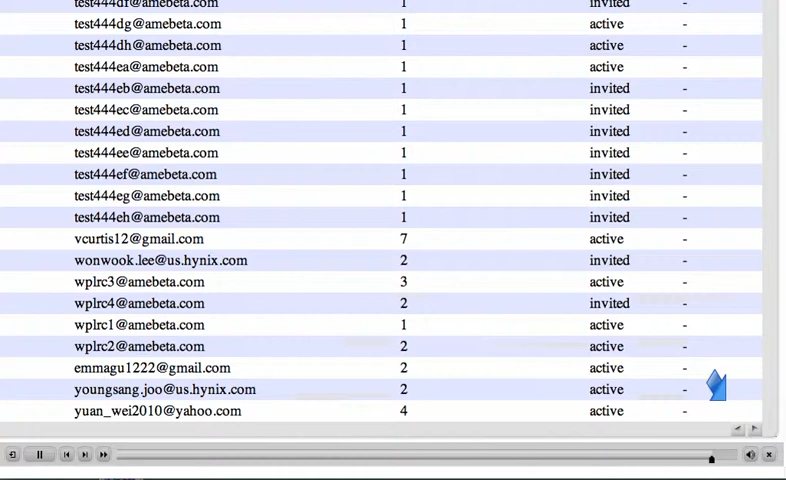 test444df@amebeta.com 1 invited -
test444dg@amebeta.com 1 active -
test444dh@amebeta.com 1 active -
test444ea@amebeta.com 1 active -
test444eb@amebeta.com 1 invited -
test444ec@amebeta.com 1 invited -
test444ed@amebeta.com 1 invited -
test444ee@amebeta.com 1 invited -
test444ef@amebeta.com 1 invited -
test444eg@amebeta.com 1 invited -
test444eh@amebeta.com 1 invited -
vcurtis12@gmail.com 7 active -
wonwook.lee@us.hynix.com 2 invited -
wplrc3@amebeta.com 3 active -
wplrc4@amebeta.com 2 invited -
wplrc1@amebeta.com 1 active -
wplrc2@amebeta.com 2 active -
emmagu1222@gmail.com 2 active -
youngsang.joo@us.hynix.com 2 active -
yuan_wei2010@yahoo.com 4 active -